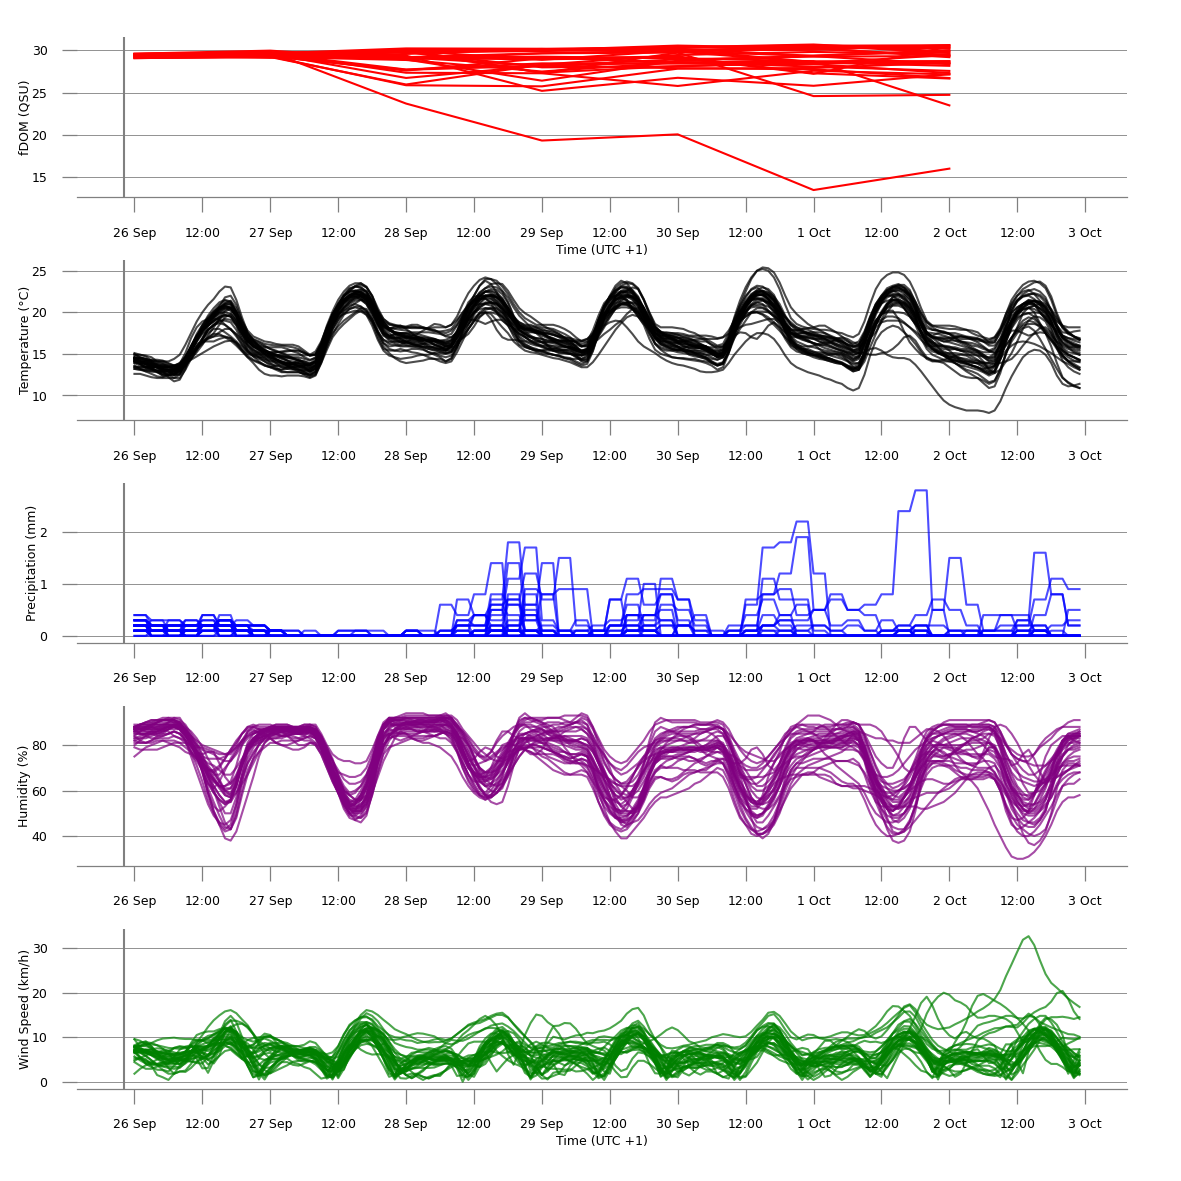 fDOM (QSU)
30
25
20
15
26 Sep 12:00 27 Sep 12:00 28 Sep 12:00 29 Sep 12:00 30 Sep 12:00 1 Oct 12:00 2 Oct 12:00 3 Oct
Time (UTC +1)
Temperature (°C)
25
20
15
10
26 Sep 12:00 27 Sep 12:00 28 Sep 12:00 29 Sep 12:00 30 Sep 12:00 1 Oct 12:00 2 Oct 12:00 3 Oct
Precipitation (mm)
2
1
0
26 Sep 12:00 27 Sep 12:00 28 Sep 12:00 29 Sep 12:00 30 Sep 12:00 1 Oct 12:00 2 Oct 12:00 3 Oct
Humidity (%)
80
60
40
26 Sep 12:00 27 Sep 12:00 28 Sep 12:00 29 Sep 12:00 30 Sep 12:00 1 Oct 12:00 2 Oct 12:00 3 Oct
Wind Speed (km/h)
30
20
10
0
26 Sep 12:00 27 Sep 12:00 28 Sep 12:00 29 Sep 12:00 30 Sep 12:00 1 Oct 12:00 2 Oct 12:00 3 Oct
Time (UTC +1)